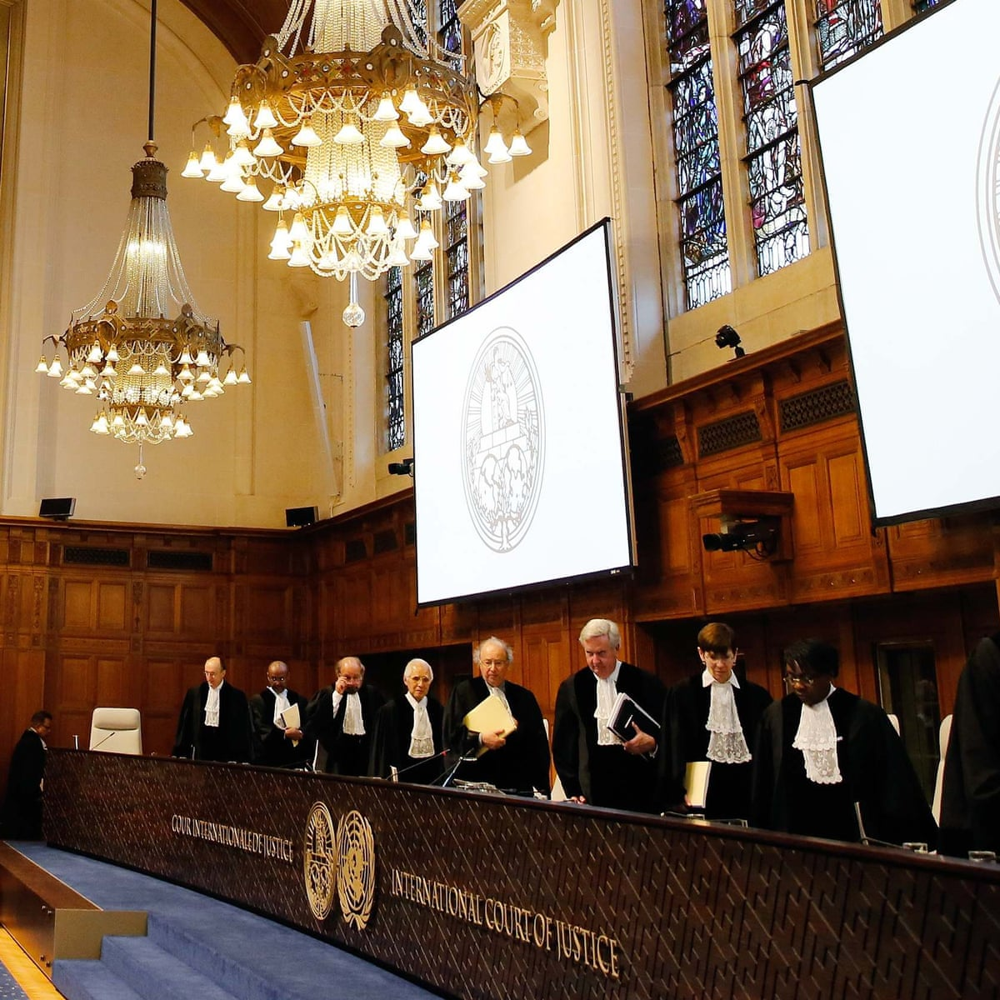 COUR INTERNATIONALE DE JUSTICE
INTERNATIONAL COURT OF JUSTICE